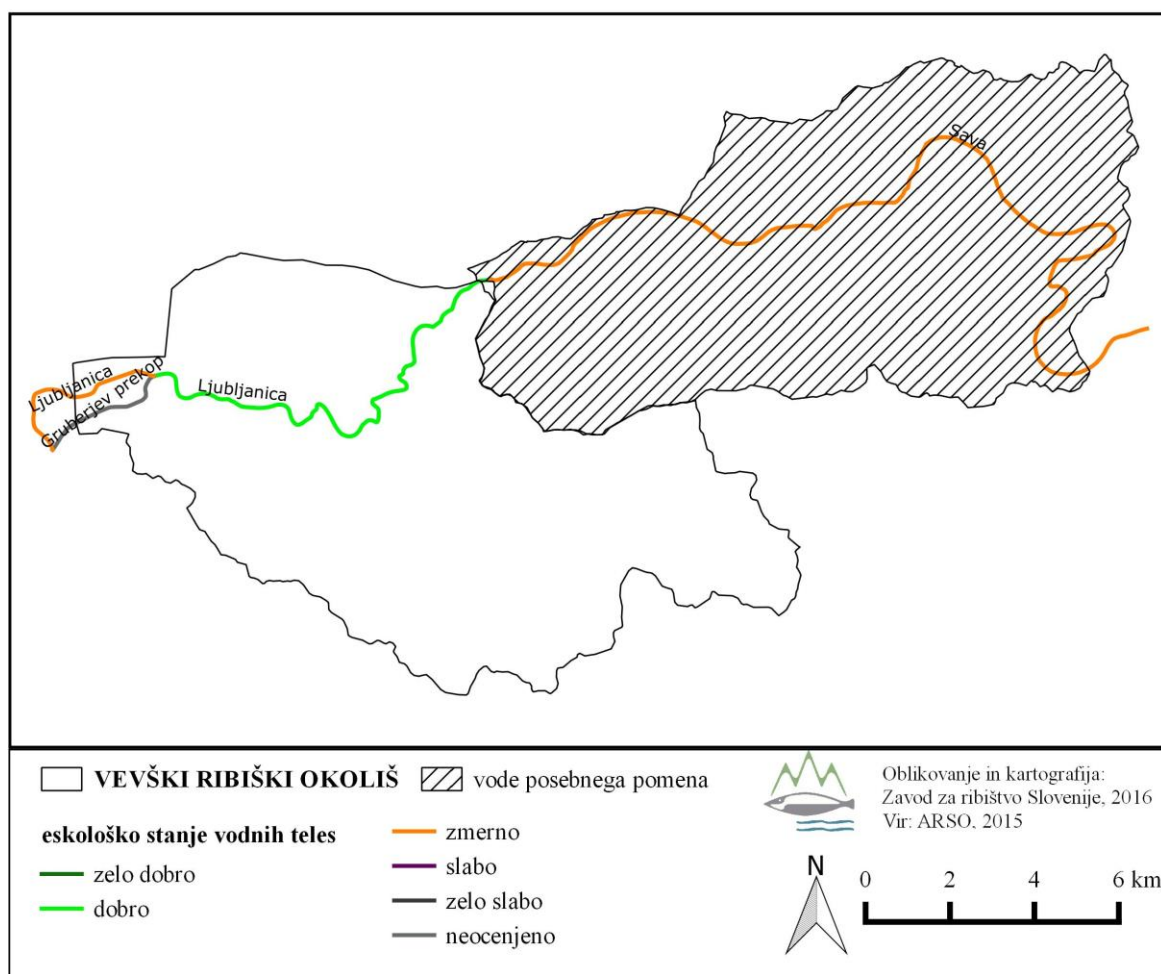 Sava
Ljubljanica
Gruberjev prekop
Ljubljanica
VEVŠKI RIBIŠKI OKOLIŠ
vode posebnega pomena
eskološko stanje vodnih teles
zelo dobro
dobro
zmerno
slabo
zelo slabo
neocenjeno
Oblikovanje in kartografija:
Zavod za ribištvo Slovenije, 2016
Vir: ARSO, 2015
N
0 2 4 6 km